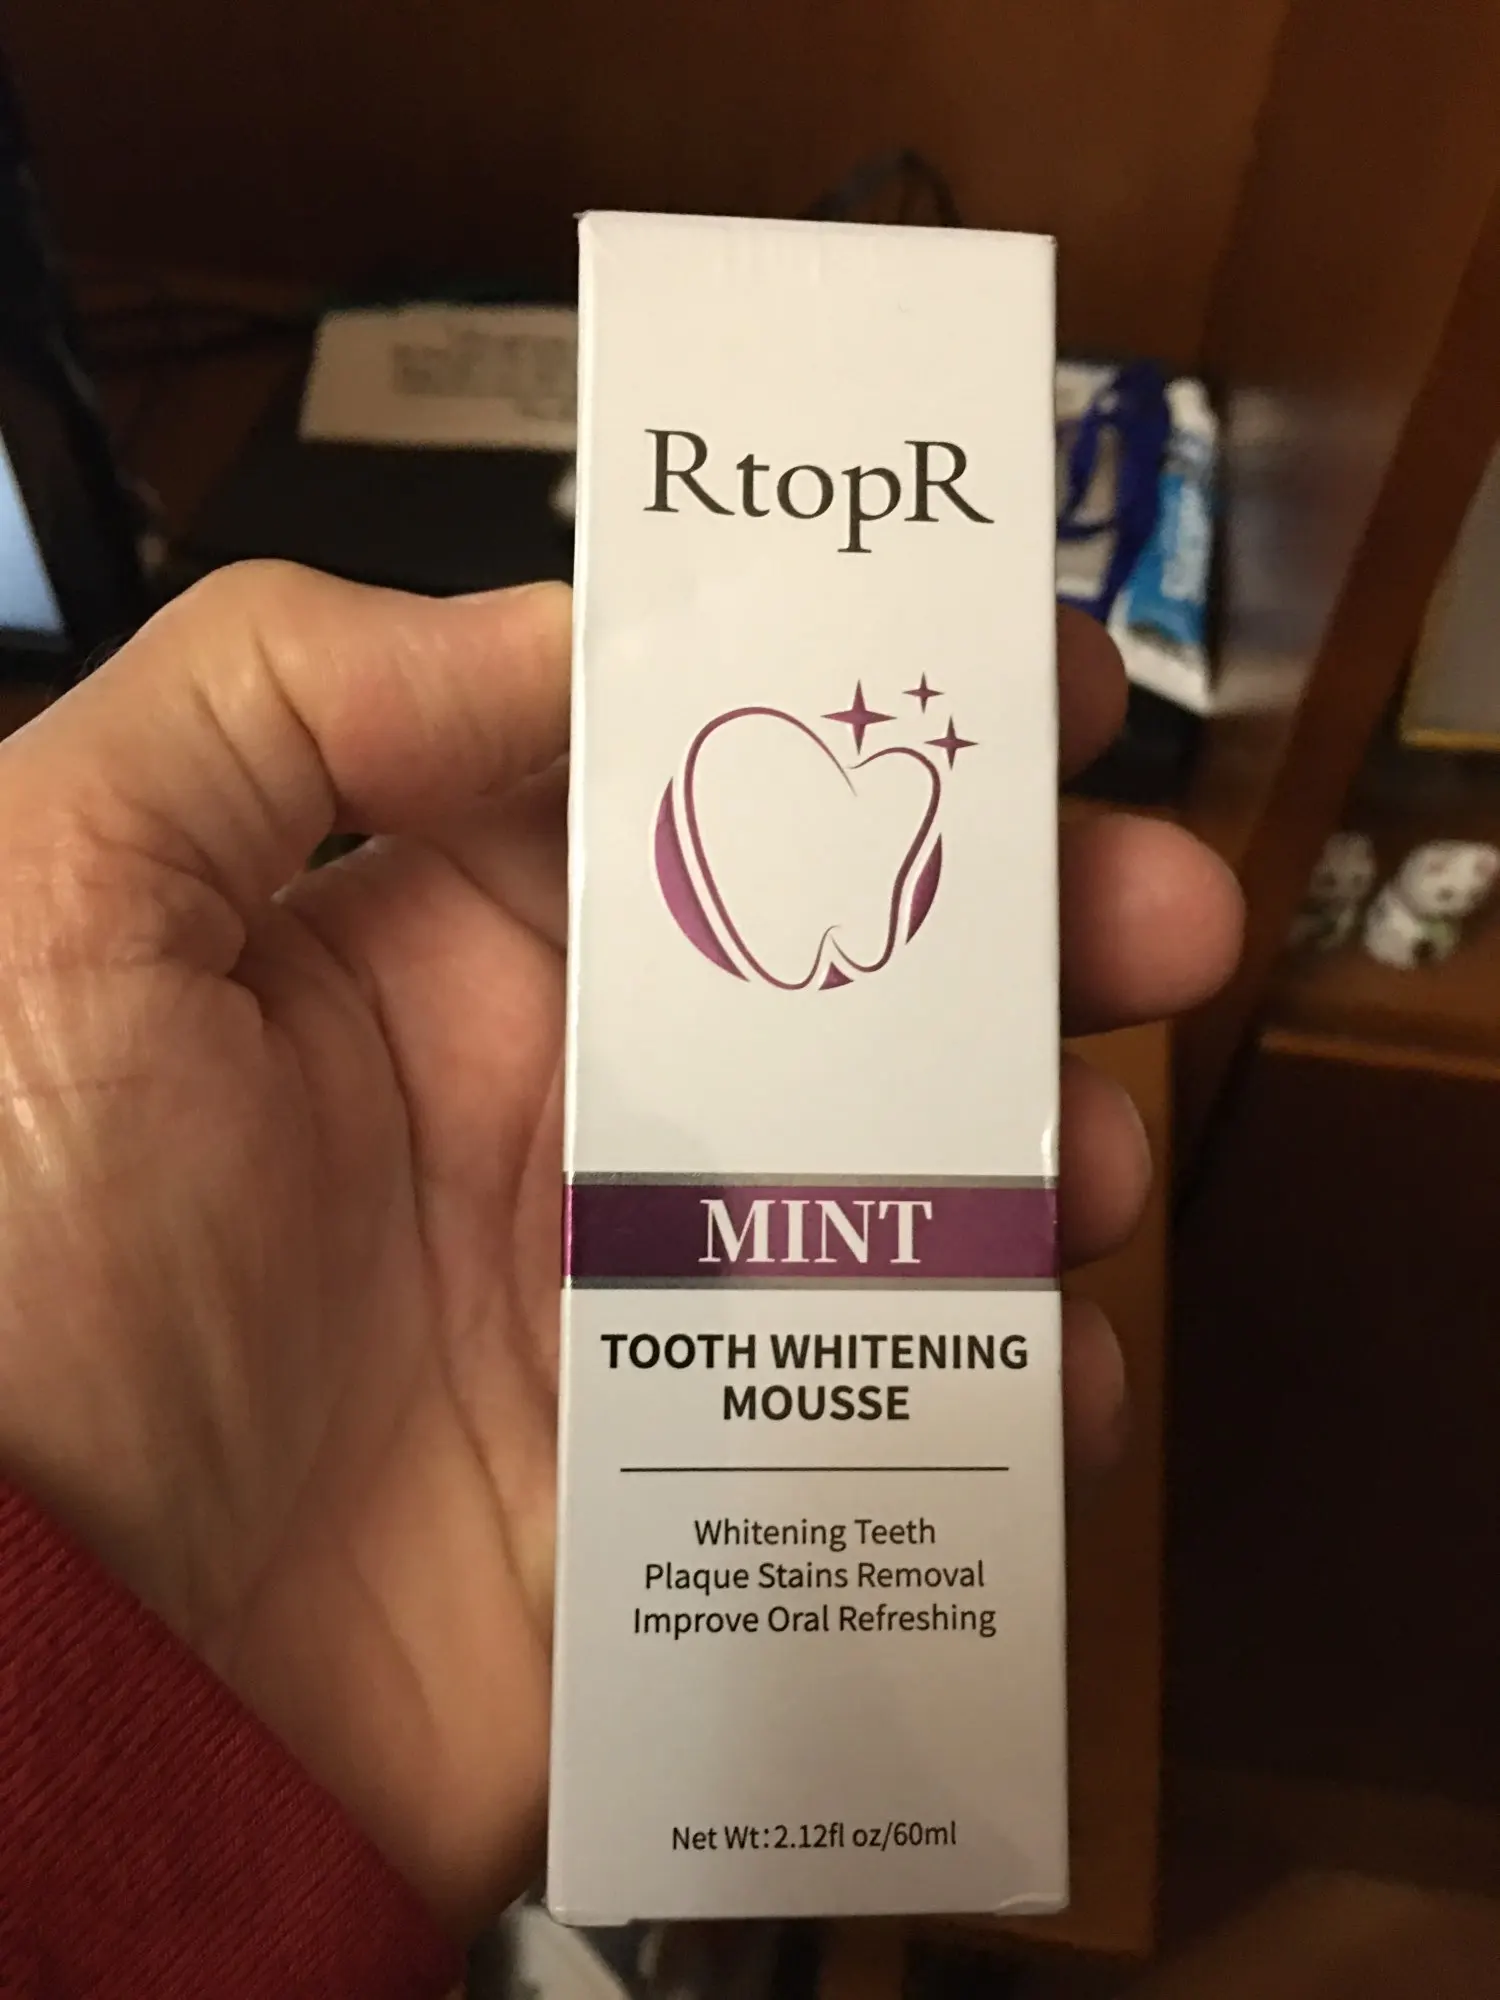 RtopR
MINT
TOOTH WHITENING
MOUSSE
Whitening Teeth
Plaque Stains Removal
Improve Oral Refreshing
Net Wt:2.12fl oz/60ml